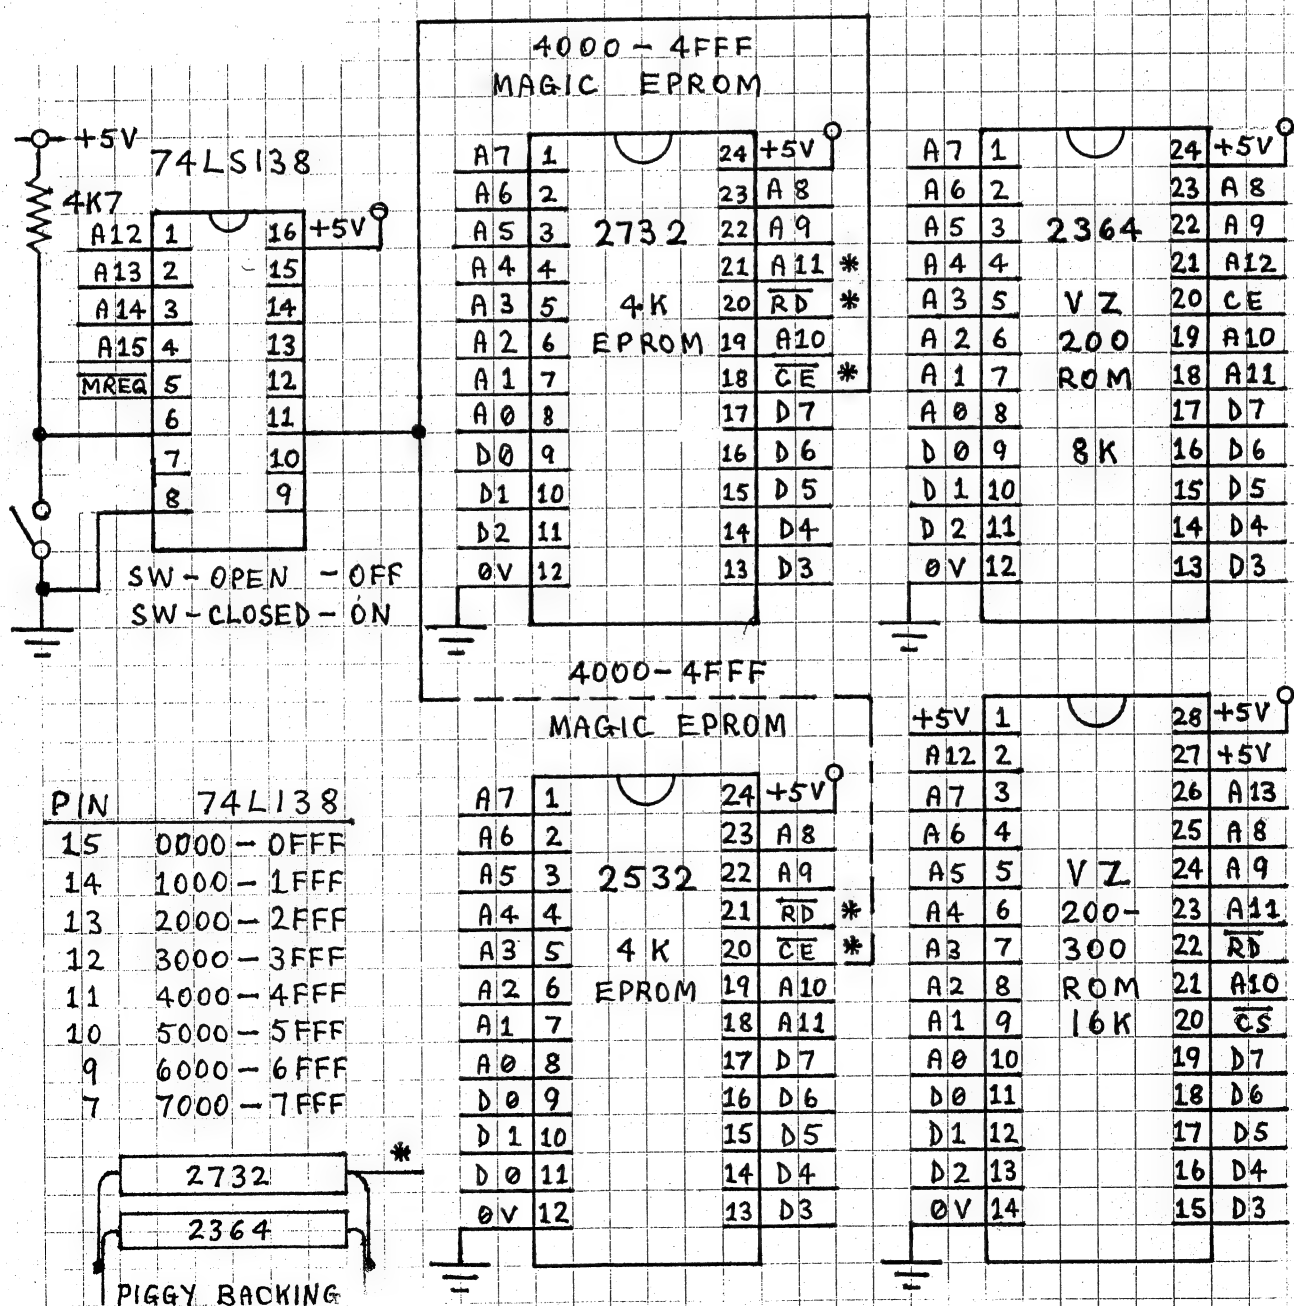 4000 - 4FFF
MAGIC EPROM
+5V
74LS138
4K7
A12 1 16 +5V
A13 2 15
A14 3 14
A15 4 13
MREQ 5 12
6 11
7 10
8 9
SW - OPEN - OFF
SW - CLOSED - ON
A7 1 24 +5V
A6 2 23 A8
A5 3 2732 22 A9
A4 4 21 A11 *
A3 5 4K 20 RD *
A2 6 EPROM 19 A10
A1 7 18 CE *
A0 8 17 D7
D0 9 16 D6
D1 10 15 D5
D2 11 14 D4
0V 12 13 D3
A7 1 24 +5V
A6 2 23 A8
A5 3 2364 22 A9
A4 4 21 A12
A3 5 VZ 20 CE
A2 6 200 19 A10
A1 7 ROM 18 A11
A0 8 17 D7
D0 9 8K 16 D6
D1 10 15 D5
D2 11 14 D4
0V 12 13 D3
4000 - 4FFF
MAGIC EPROM
PIN 74L138
15 0000 - 0FFF
14 1000 - 1FFF
13 2000 - 2FFF
12 3000 - 3FFF
11 4000 - 4FFF
10 5000 - 5FFF
9 6000 - 6FFF
7 7000 - 7FFF
*
2732
2364
PIGGY BACKING
A7 1 24 +5V
A6 2 23 A8
A5 3 2532 22 A9
A4 4 21 RD *
A3 5 4K 20 CE *
A2 6 EPROM 19 A10
A1 7 18 A11
A0 8 17 D7
D0 9 16 D6
D1 10 15 D5
D0 11 14 D4
0V 12 13 D3
+5V 1 28 +5V
A12 2 27 +5V
A7 3 26 A13
A6 4 25 A8
A5 5 VZ 24 A9
A4 6 200- 23 A11
A3 7 300 22 RD
A2 8 ROM 21 A10
A1 9 16K 20 CS
A0 10 19 D7
D0 11 18 D6
D1 12 17 D5
D2 13 16 D4
0V 14 15 D3